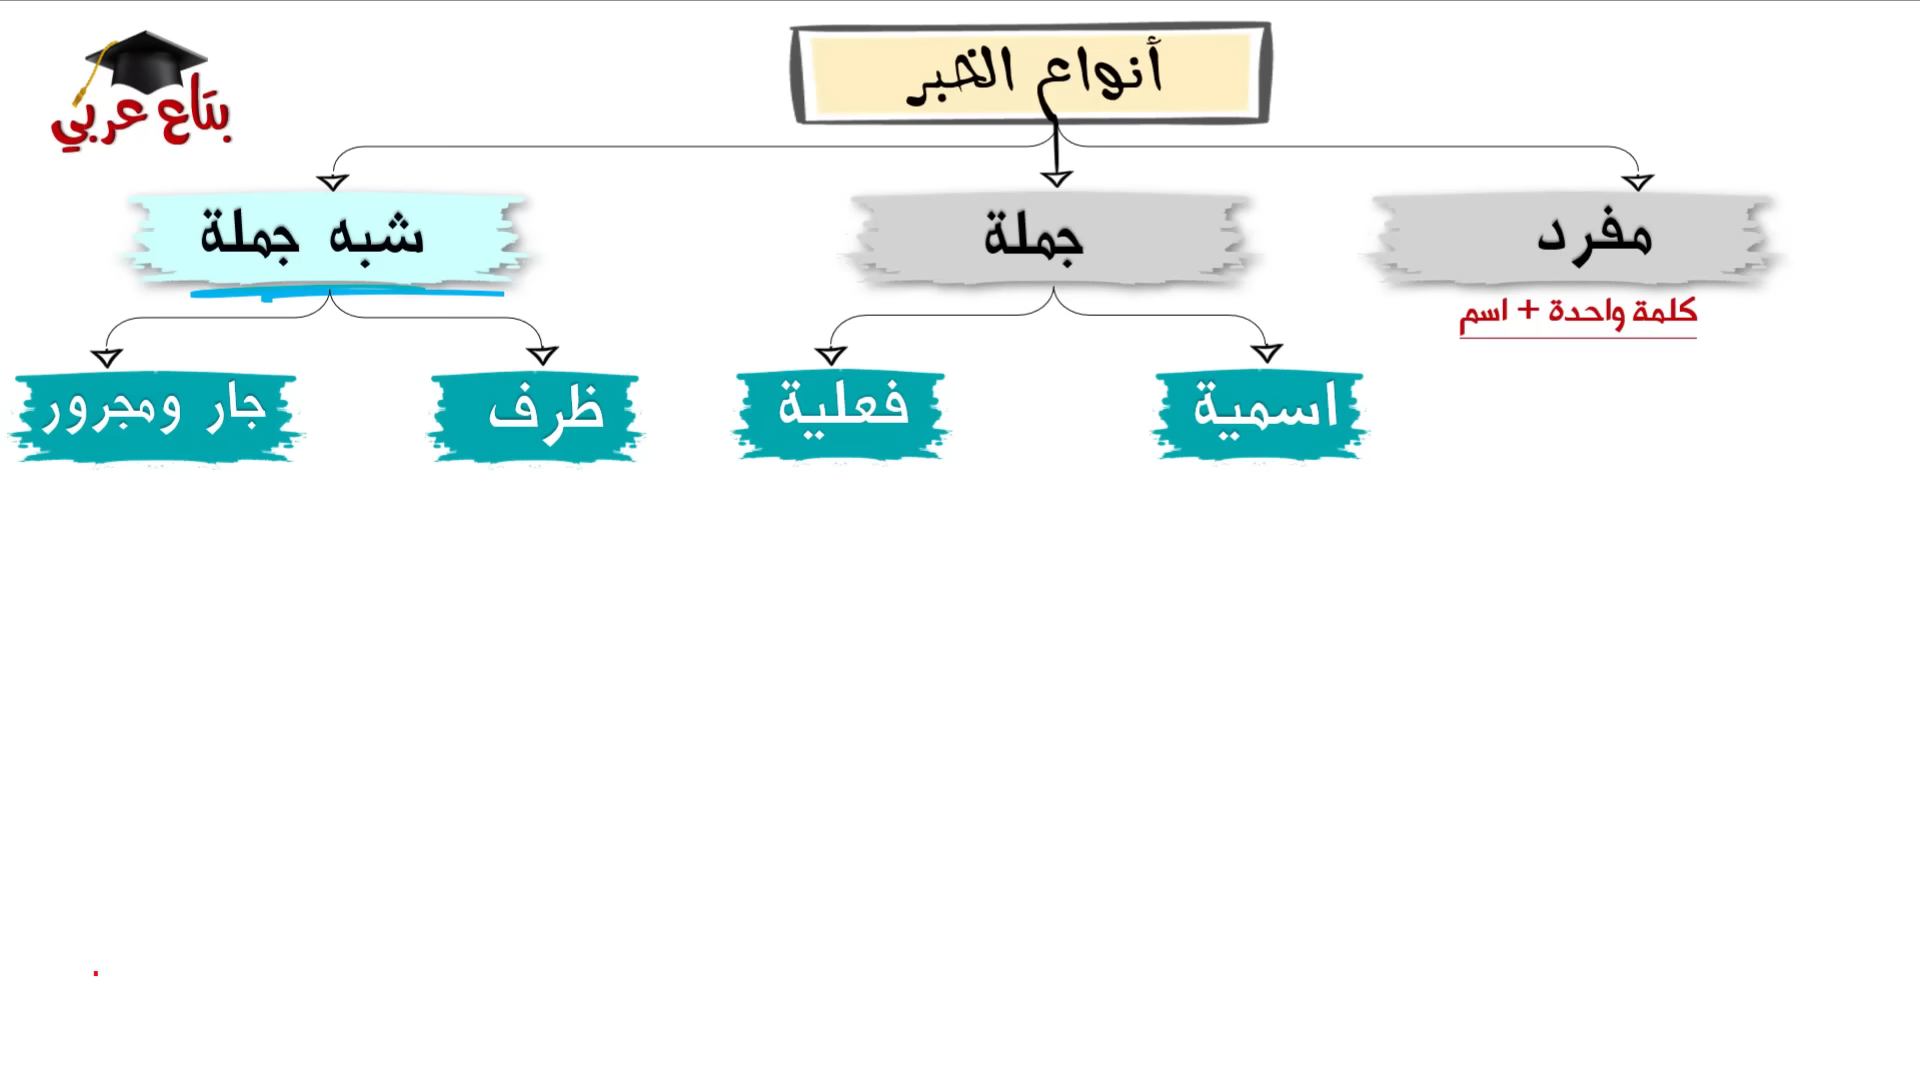 بتاع عربي
أنواع الخبر
مفرد
جملة
شبه جملة
كلمة واحدة + اسم
اسمية
فعلية
ظرف
جار ومجرور